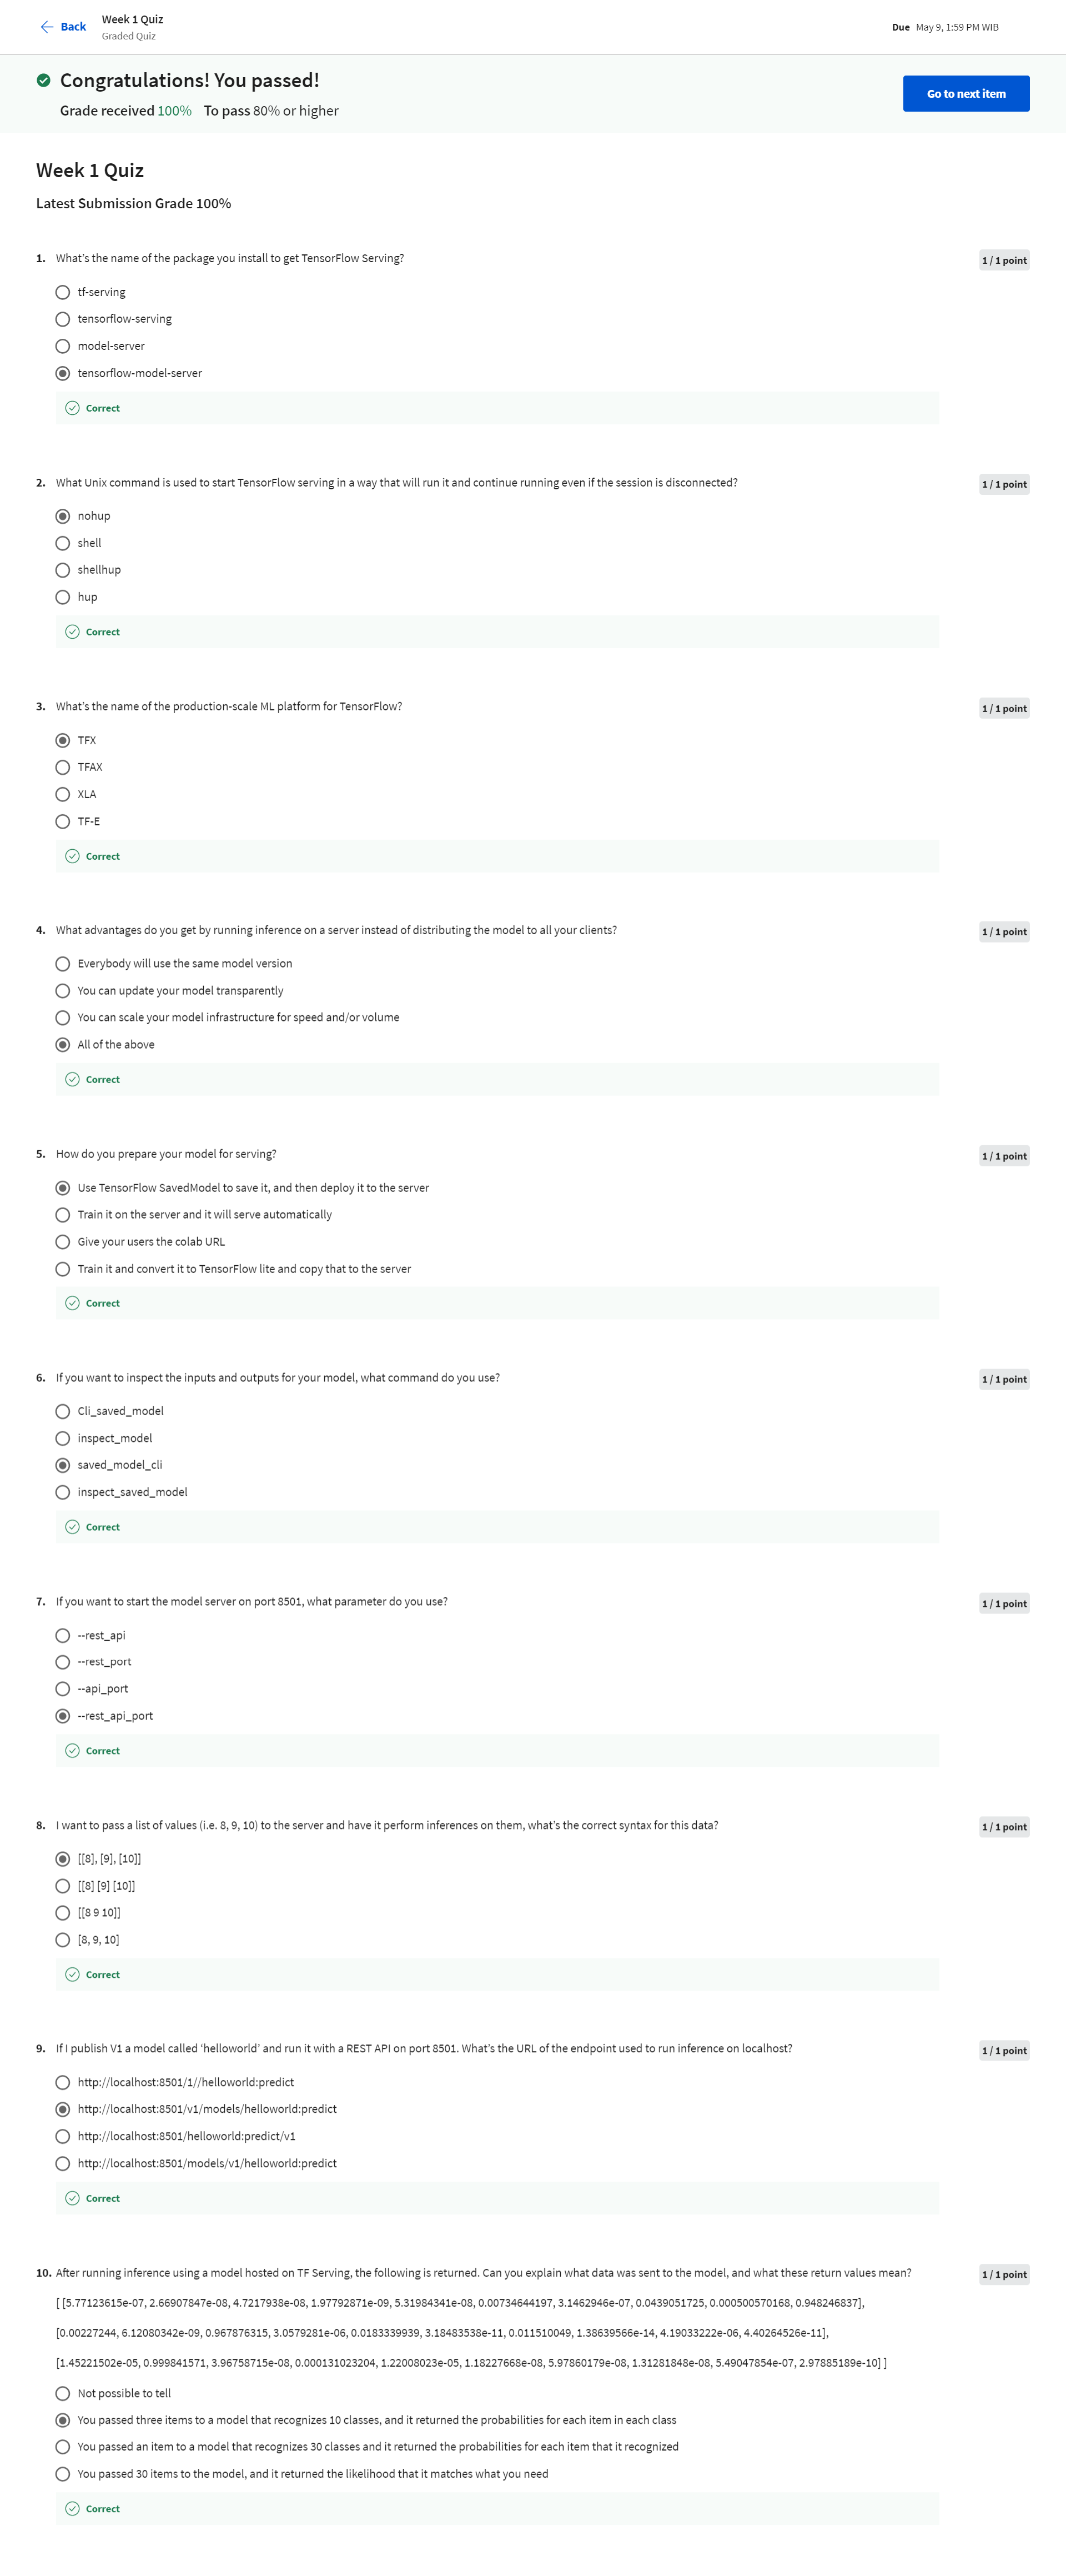 Back
Week 1 Quiz
Graded Quiz
Due May 9, 1:59 PM WIB
Congratulations! You passed!
Grade received 100% To pass 80% or higher
Go to next item
Week 1 Quiz
Latest Submission Grade 100%
1. What's the name of the package you install to get TensorFlow Serving?
1 / 1 point
tf-serving
tensorflow-serving
model-server
tensorflow-model-server
Correct
2. What Unix command is used to start TensorFlow serving in a way that will run it and continue running even if the session is disconnected?
1 / 1 point
nohup
shell
shellhup
hup
Correct
3. What's the name of the production-scale ML platform for TensorFlow?
1 / 1 point
TFX
TFAX
XLA
TF-E
Correct
4. What advantages do you get by running inference on a server instead of distributing the model to all your clients?
1 / 1 point
Everybody will use the same model version
You can update your model transparently
You can scale your model infrastructure for speed and/or volume
All of the above
Correct
5. How do you prepare your model for serving?
1 / 1 point
Use TensorFlow SavedModel to save it, and then deploy it to the server
Train it on the server and it will serve automatically
Give your users the colab URL
Train it and convert it to TensorFlow lite and copy that to the server
Correct
6. If you want to inspect the inputs and outputs for your model, what command do you use?
1 / 1 point
Cli_saved_model
inspect_model
saved_model_cli
inspect_saved_model
Correct
7. If you want to start the model server on port 8501, what parameter do you use?
1 / 1 point
--rest_api
--rest_port
--api_port
--rest_api_port
Correct
8. I want to pass a list of values (i.e. 8, 9, 10) to the server and have it perform inferences on them, what's the correct syntax for this data?
1 / 1 point
[[8], [9], [10]]
[[8] [9] [10]]
[[8 9 10]]
[8, 9, 10]
Correct
9. If I publish V1 a model called ‘helloworld’ and run it with a REST API on port 8501. What's the URL of the endpoint used to run inference on localhost?
1 / 1 point
http://localhost:8501/1//helloworld:predict
http://localhost:8501/v1/models/helloworld:predict
http://localhost:8501/helloworld:predict/v1
http://localhost:8501/models/v1/helloworld:predict
Correct
10. After running inference using a model hosted on TF Serving, the following is returned. Can you explain what data was sent to the model, and what these return values mean?
1 / 1 point
[ [5.77123615e-07, 2.66907847e-08, 4.7217938e-08, 1.97792871e-09, 5.31984341e-08, 0.00734644197, 3.1462946e-07, 0.0439051725, 0.000500570168, 0.948246837],
[0.00227244, 6.12080342e-09, 0.967876315, 3.0579281e-06, 0.0183339939, 3.18483538e-11, 0.011510049, 1.38639566e-14, 4.19033222e-06, 4.40264526e-11],
[1.45221502e-05, 0.999841571, 3.96758715e-08, 0.000131023204, 1.22008023e-05, 1.18227668e-08, 5.97860179e-08, 1.31281848e-08, 5.49047854e-07, 2.97885189e-10] ]
Not possible to tell
You passed three items to a model that recognizes 10 classes, and it returned the probabilities for each item in each class
You passed an item to a model that recognizes 30 classes and it returned the probabilities for each item that it recognized
You passed 30 items to the model, and it returned the likelihood that it matches what you need
Correct